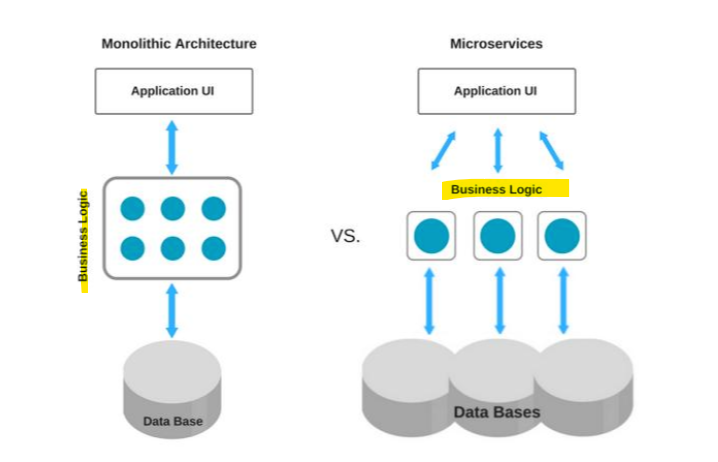 Monolithic Architecture
Application UI
Business Logic
Data Base
VS.
Microservices
Application UI
Business Logic
Data Bases